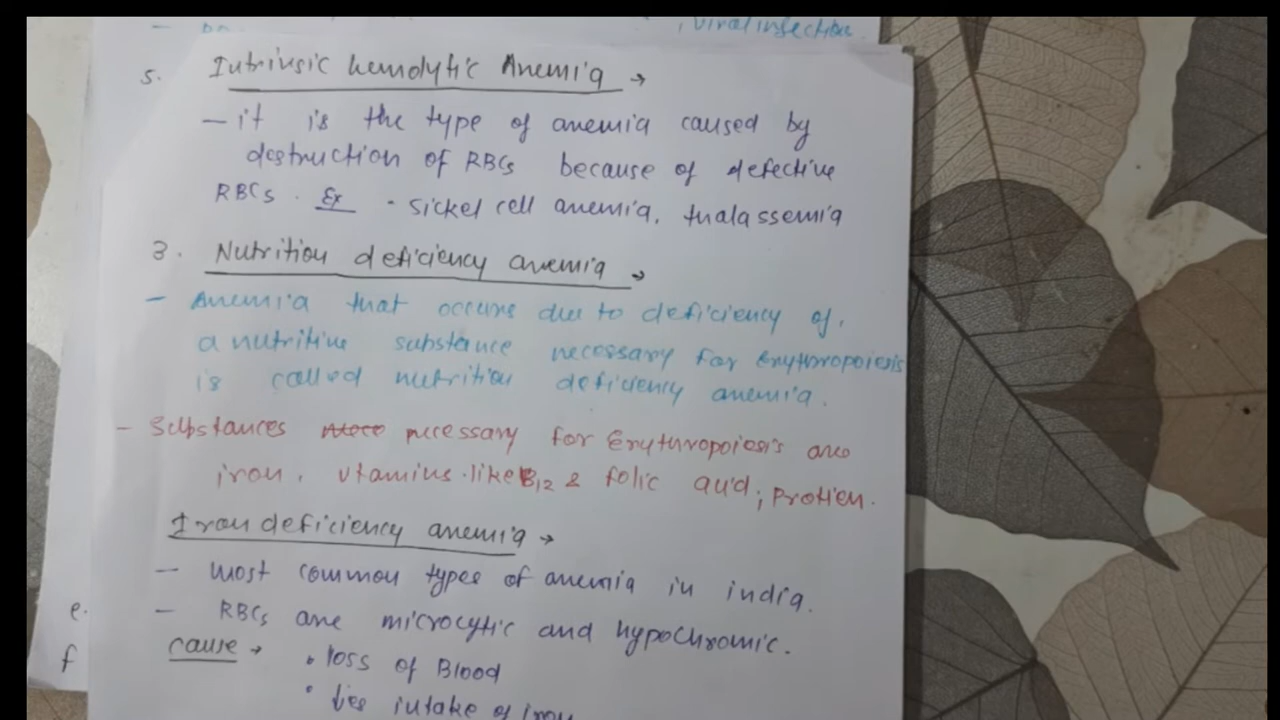 , viral infection
5. Intrinsic hemolytic Anemia →
— it is the type of anemia caused by
destruction of RBCs because of defective
RBCs. Ex • Sickel cell anemia, thalassemia
3. Nutrition deficiency anemia →
- Anemia that occurs due to deficiency of
a nutritive substance necessary for Erythropoiesis
is called nutrition deficiency anemia.
- Substances necessary for Erythropoiesis are
iron, vtamins like B12 & folic acid, Protien.
Iron deficiency anemia →
- most common types of anemia in india.
- RBCs are microcytic and hypochromic.
e.
cause → • loss of Blood
f
• intake of iron